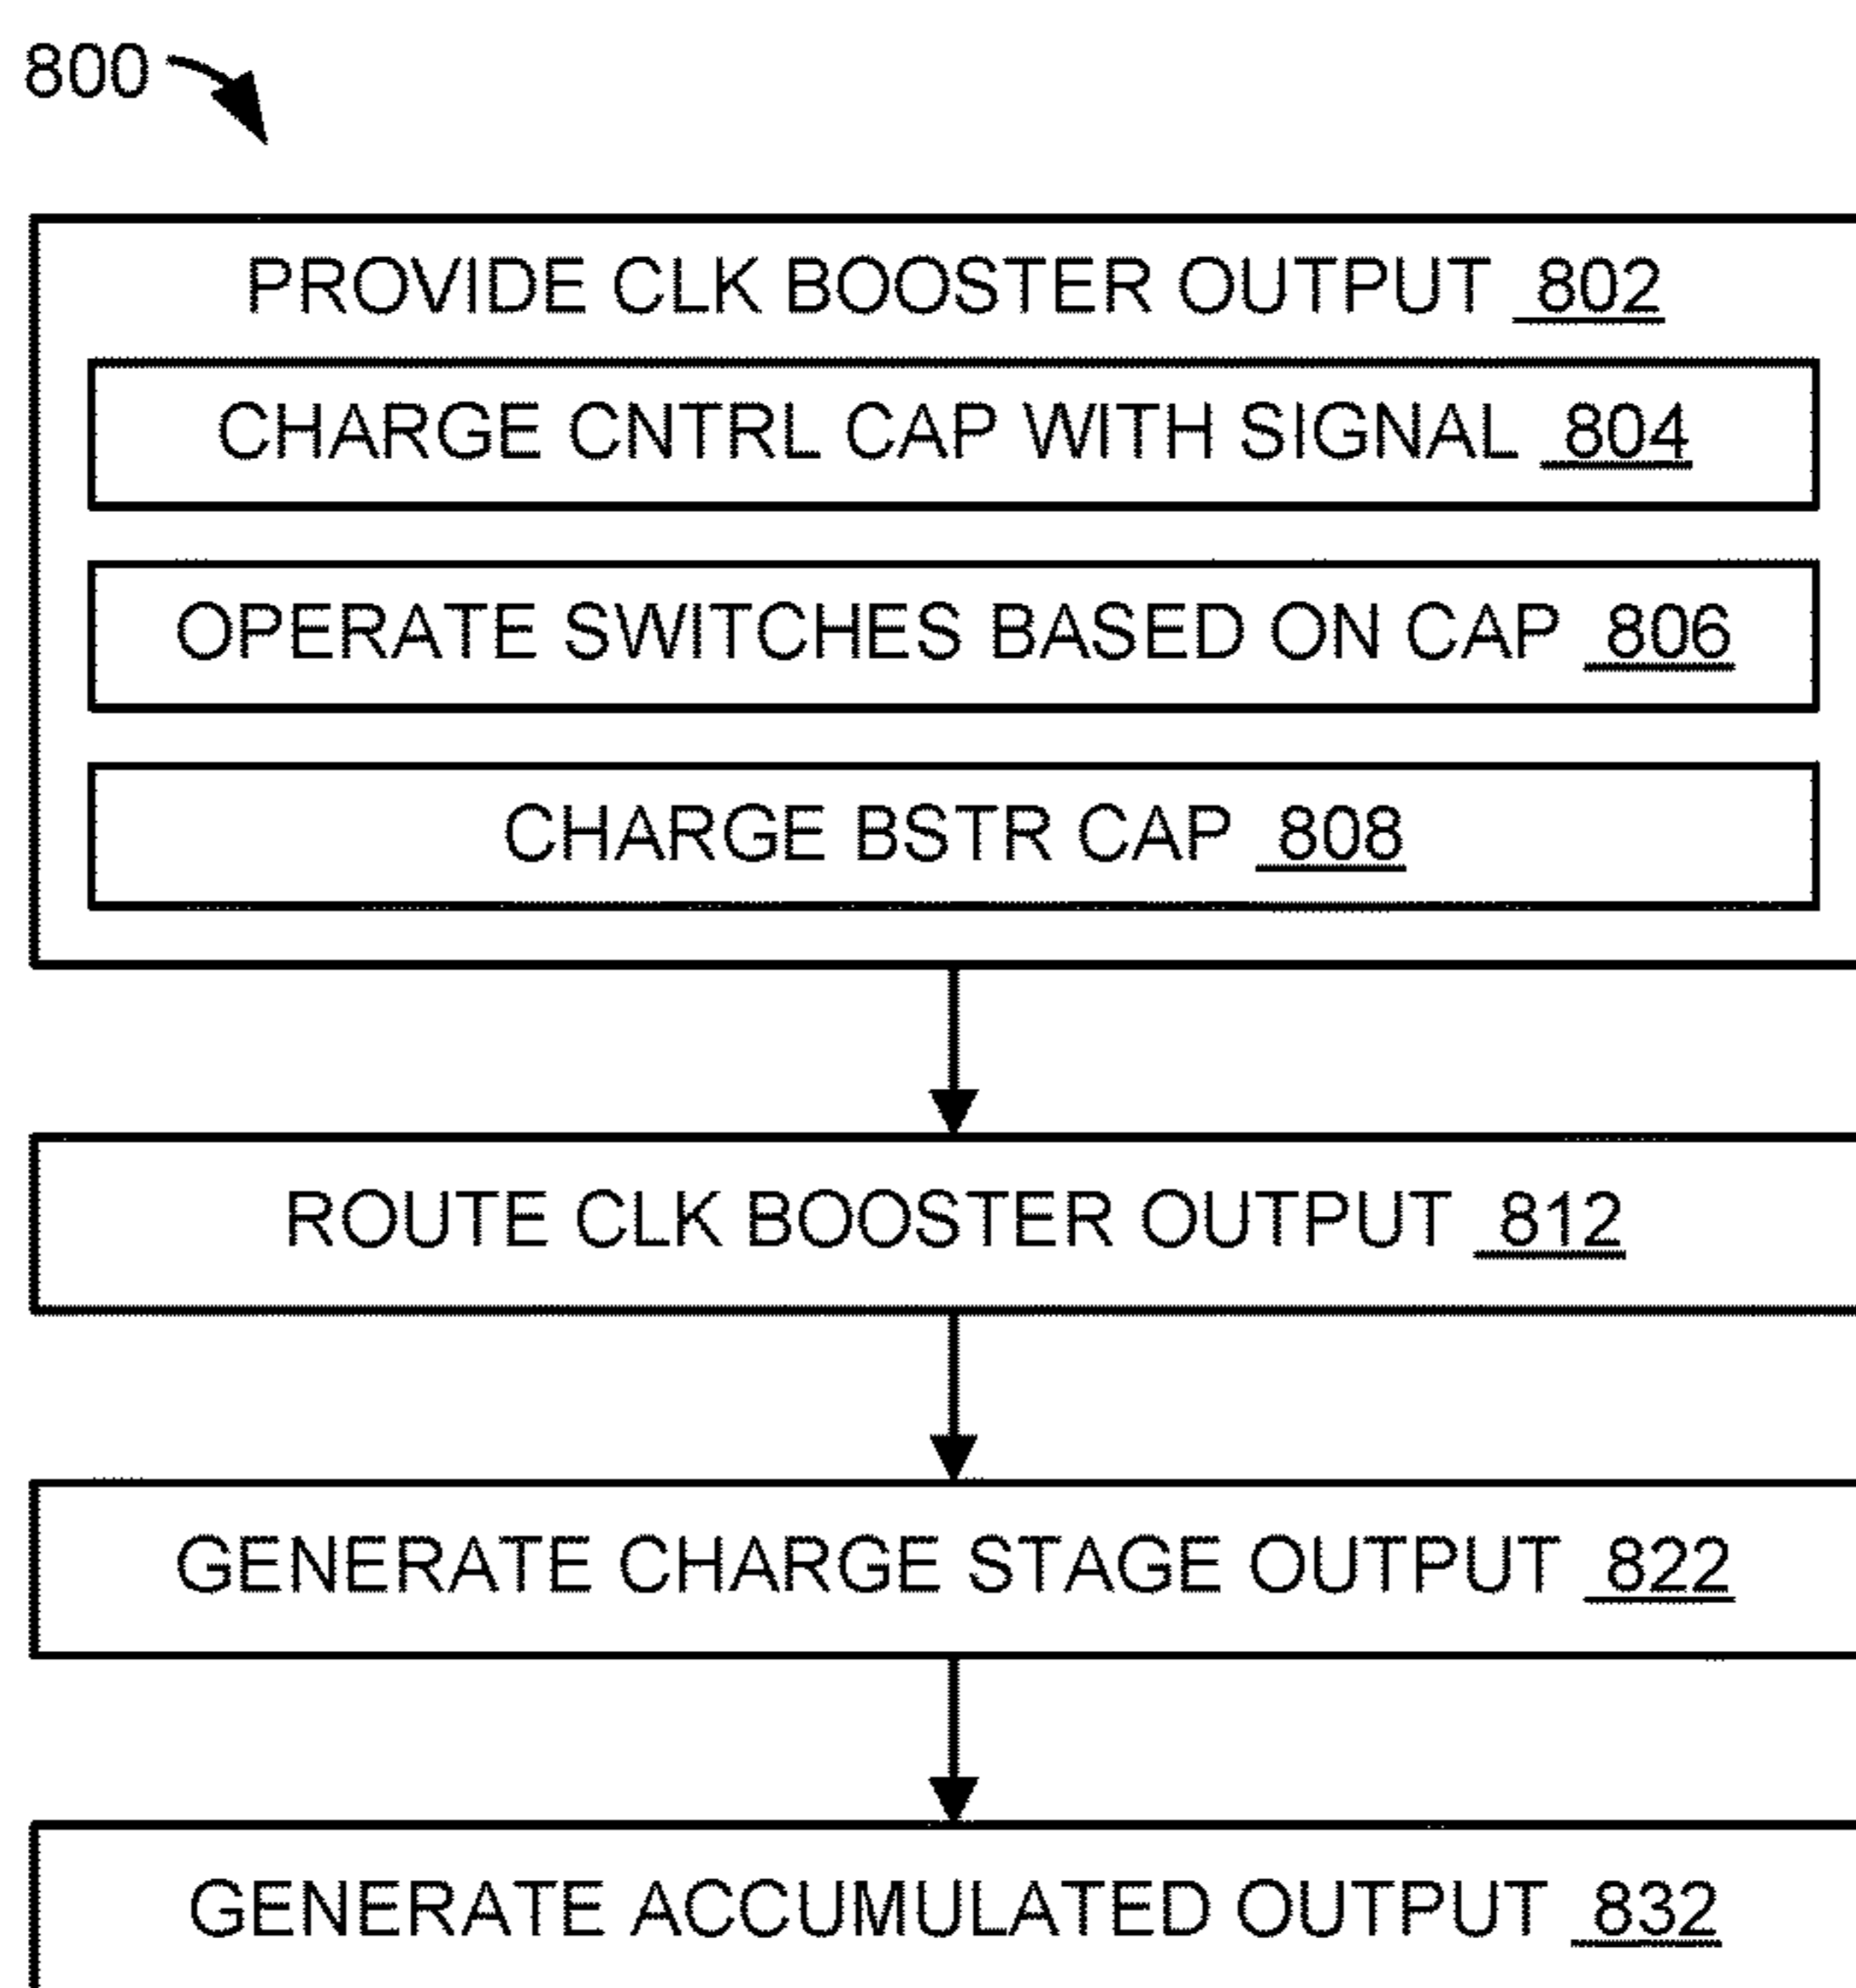 800
PROVIDE CLK BOOSTER OUTPUT 802
CHARGE CNTRL CAP WITH SIGNAL 804
OPERATE SWITCHES BASED ON CAP 806
CHARGE BSTR CAP 808
ROUTE CLK BOOSTER OUTPUT 812
GENERATE CHARGE STAGE OUTPUT 822
GENERATE ACCUMULATED OUTPUT 832